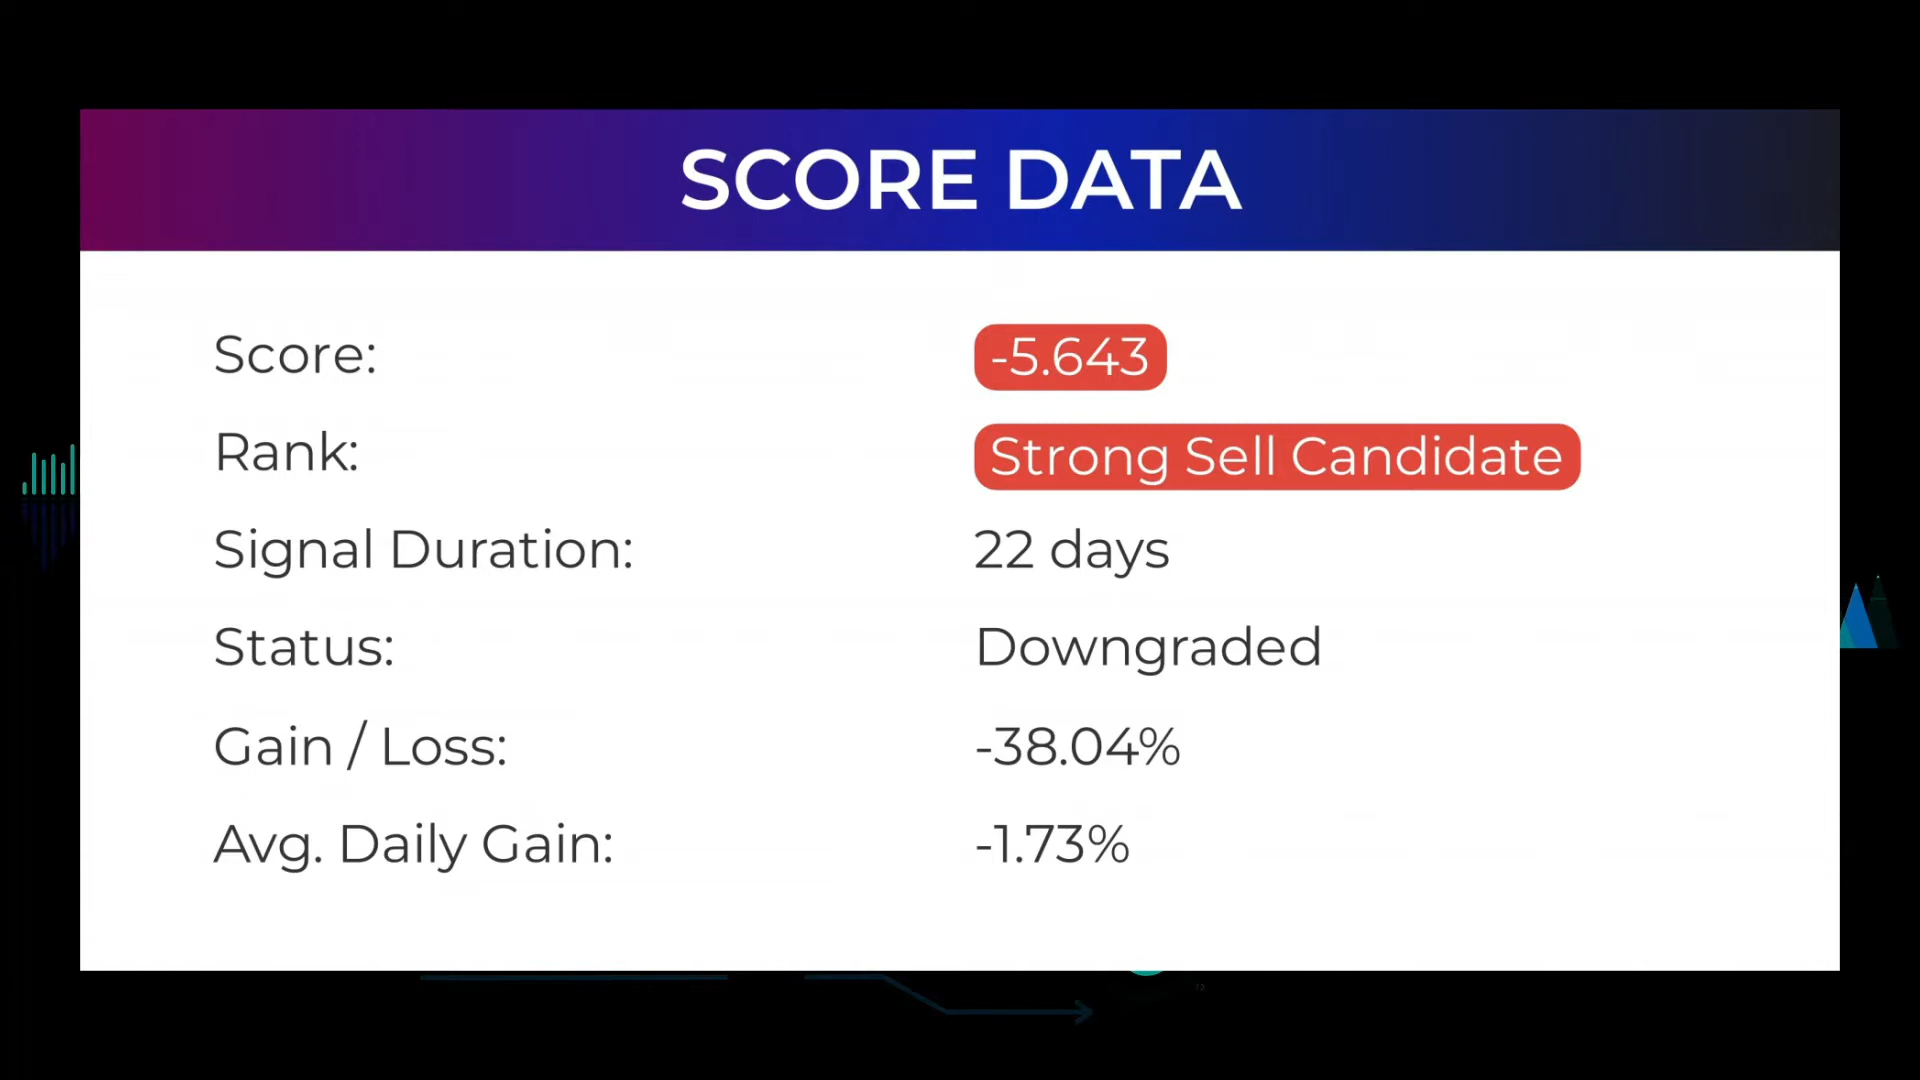 SCORE DATA
Score: -5.643
Rank: Strong Sell Candidate
Signal Duration: 22 days
Status: Downgraded
Gain / Loss: -38.04%
Avg. Daily Gain: -1.73%